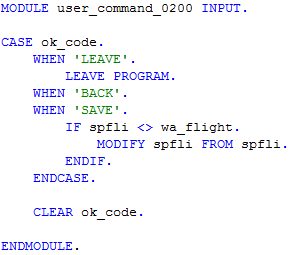 MODULE user_command_0200 INPUT.
CASE ok_code.
WHEN 'LEAVE'.
LEAVE PROGRAM.
WHEN 'BACK'.
WHEN 'SAVE'.
IF spfli <> wa_flight.
MODIFY spfli FROM spfli.
ENDIF.
ENDCASE.
CLEAR ok_code.
ENDMODULE.